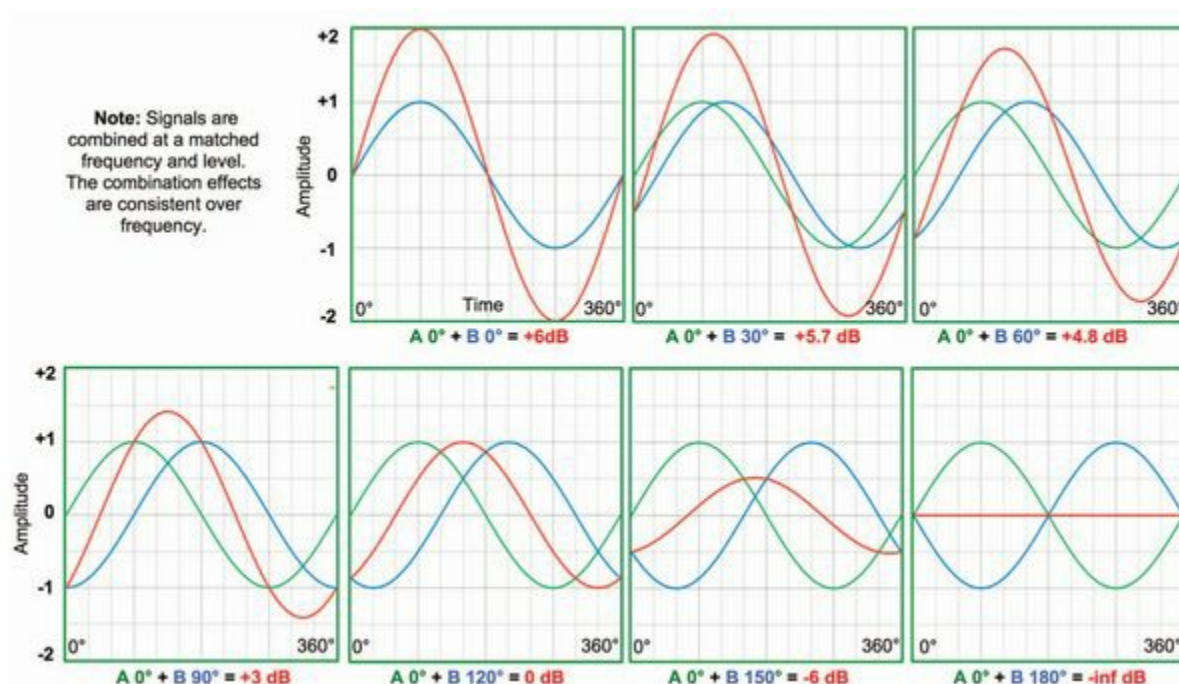 Note: Signals are
combined at a matched
frequency and level.
The combination effects
are consistent over
frequency.
Amplitude
+2
+1
0
-1
-2
0°
Time
360°
0°
360°
0°
360°
A 0° + B 0° = +6dB
A 0° + B 30° = +5.7 dB
A 0° + B 60° = +4.8 dB
Amplitude
+2
+1
0
-1
-2
0°
360°
0°
360°
0°
360°
0°
360°
A 0° + B 90° = +3 dB
A 0° + B 120° = 0 dB
A 0° + B 150° = -6 dB
A 0° + B 180° = -inf dB